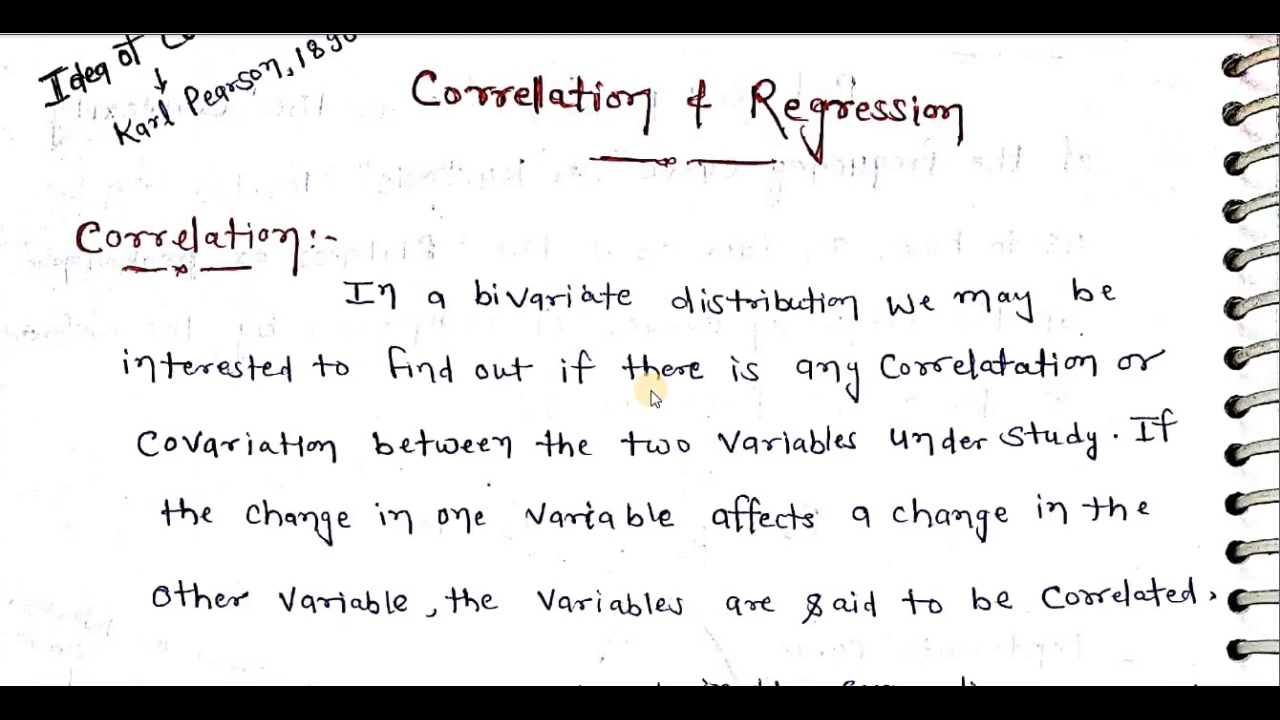 Idea of
↓
Karl Pearson, 1890
Correlation & Regression
Correlation:-
In a bivariate distribution we may be
interested to find out if there is any Correlatation or
Covariation between the two variables under study. If
the change in one variable affects a change in the
other variable, the variables are said to be Correlated.